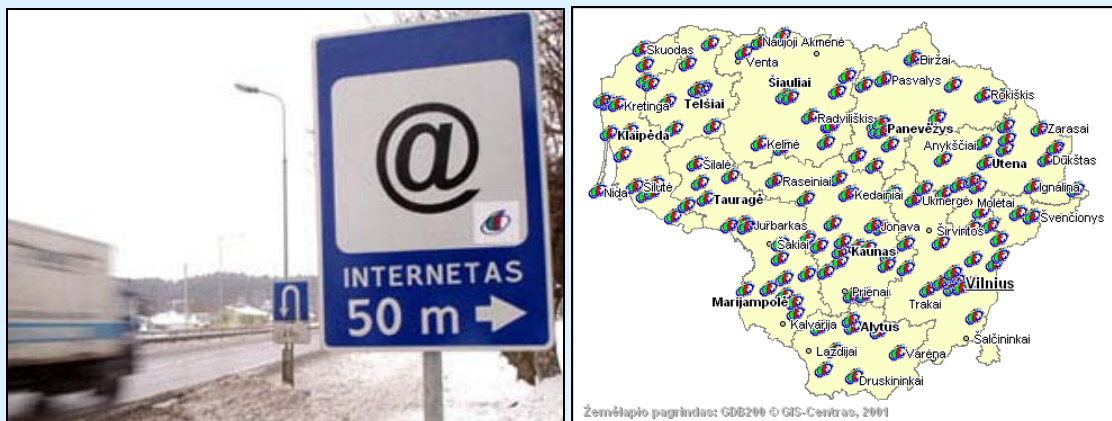 @
INTERNETAS
50 m
Skuodas
Naujoji Akmenė
Venta
Biržai
Šiauliai
Pasvalys
Kretinga
Telšiai
Rokiškis
Radviliškis
Klaipėda
Panevėžys
Zarasai
Kelmė
Anykščiai
Utena
Dūkštas
Šilalė
Raseiniai
Nida
Šilutė
Tauragė
Kėdainiai
Ukmergė
Molėtai
Ignalina
Švenčionys
Jurbarkas
Jonava
Širvintos
Šakiai
Kaunas
Vilnius
Prienai
Trakai
Marijampolė
Kalvarija
Alytus
Šalčininkai
Lazdijai
Varėna
Druskininkai
Žemėlapio pagrindas: GDB200 © GIS-Centras, 2001